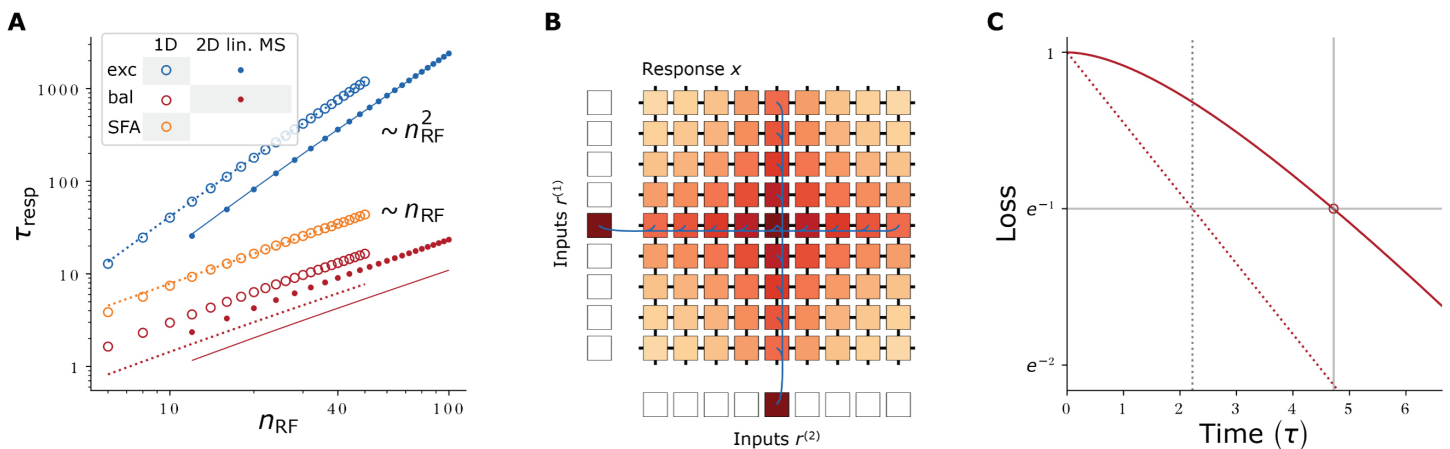 A
1D 2D lin. MS
exc
bal
SFA
1000
100
10
1
τresp
~ n²RF
~ nRF
10 40 100
nRF
B
Response x
Inputs r⁽¹⁾
Inputs r⁽²⁾
C
1
e⁻¹
e⁻²
Loss
0 1 2 3 4 5 6
Time (τ)